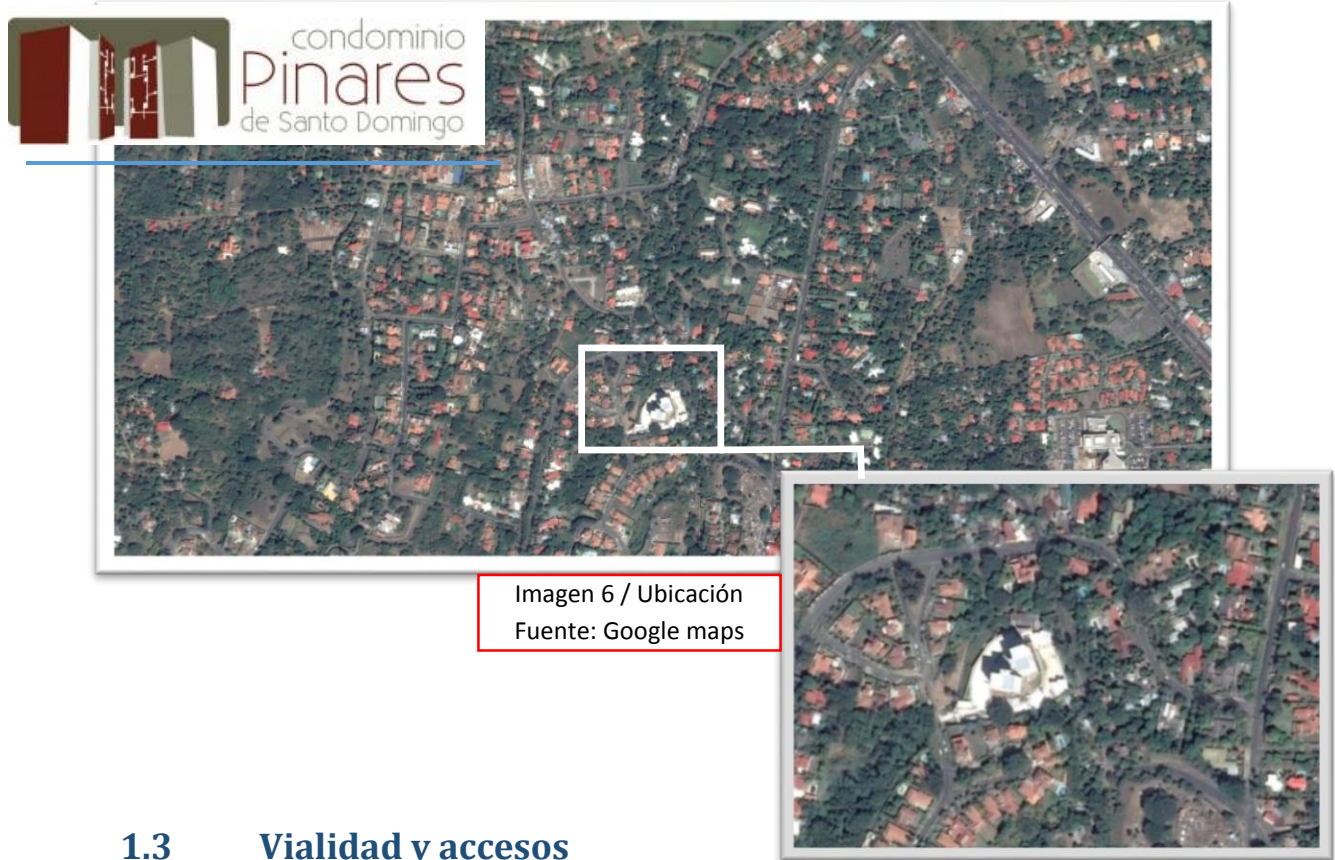 condominio
Pinares
de Santo Domingo
Imagen 6 / Ubicación
Fuente: Google maps
1.3 Vialidad y accesos